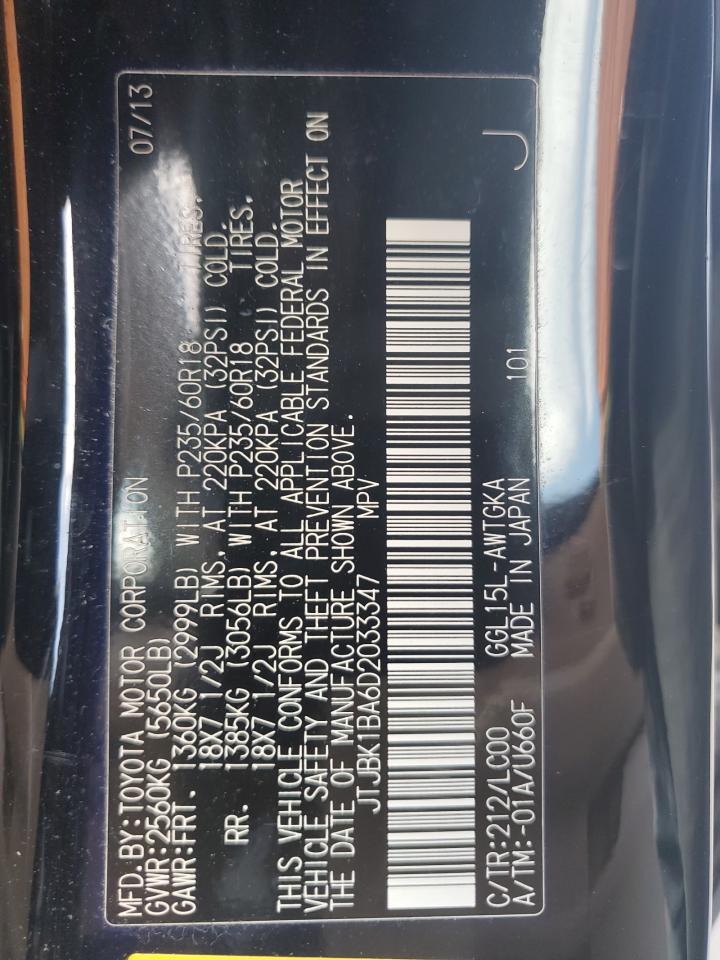 MFD.BY:TOYOTA MOTOR CORPORATION 07/13
GVWR:2560KG (5650LB)
GAWR:FRT. 1360KG (2999LB) WITH P235/60R18 TIRES,
18X7 1/2J RIMS, AT 220KPA (32PSI) COLD.
RR. 1385KG (3056LB) WITH P235/60R18 TIRES,
18X7 1/2J RIMS, AT 220KPA (32PSI) COLD.
THIS VEHICLE CONFORMS TO ALL APPLICABLE FEDERAL MOTOR
VEHICLE SAFETY AND THEFT PREVENTION STANDARDS IN EFFECT ON
THE DATE OF MANUFACTURE SHOWN ABOVE.
JTJBK1BA6D2033347 MPV
C/TR:212/LC00 GGL15L-AWTGKA 101 J
A/TM:-01A/U660F MADE IN JAPAN